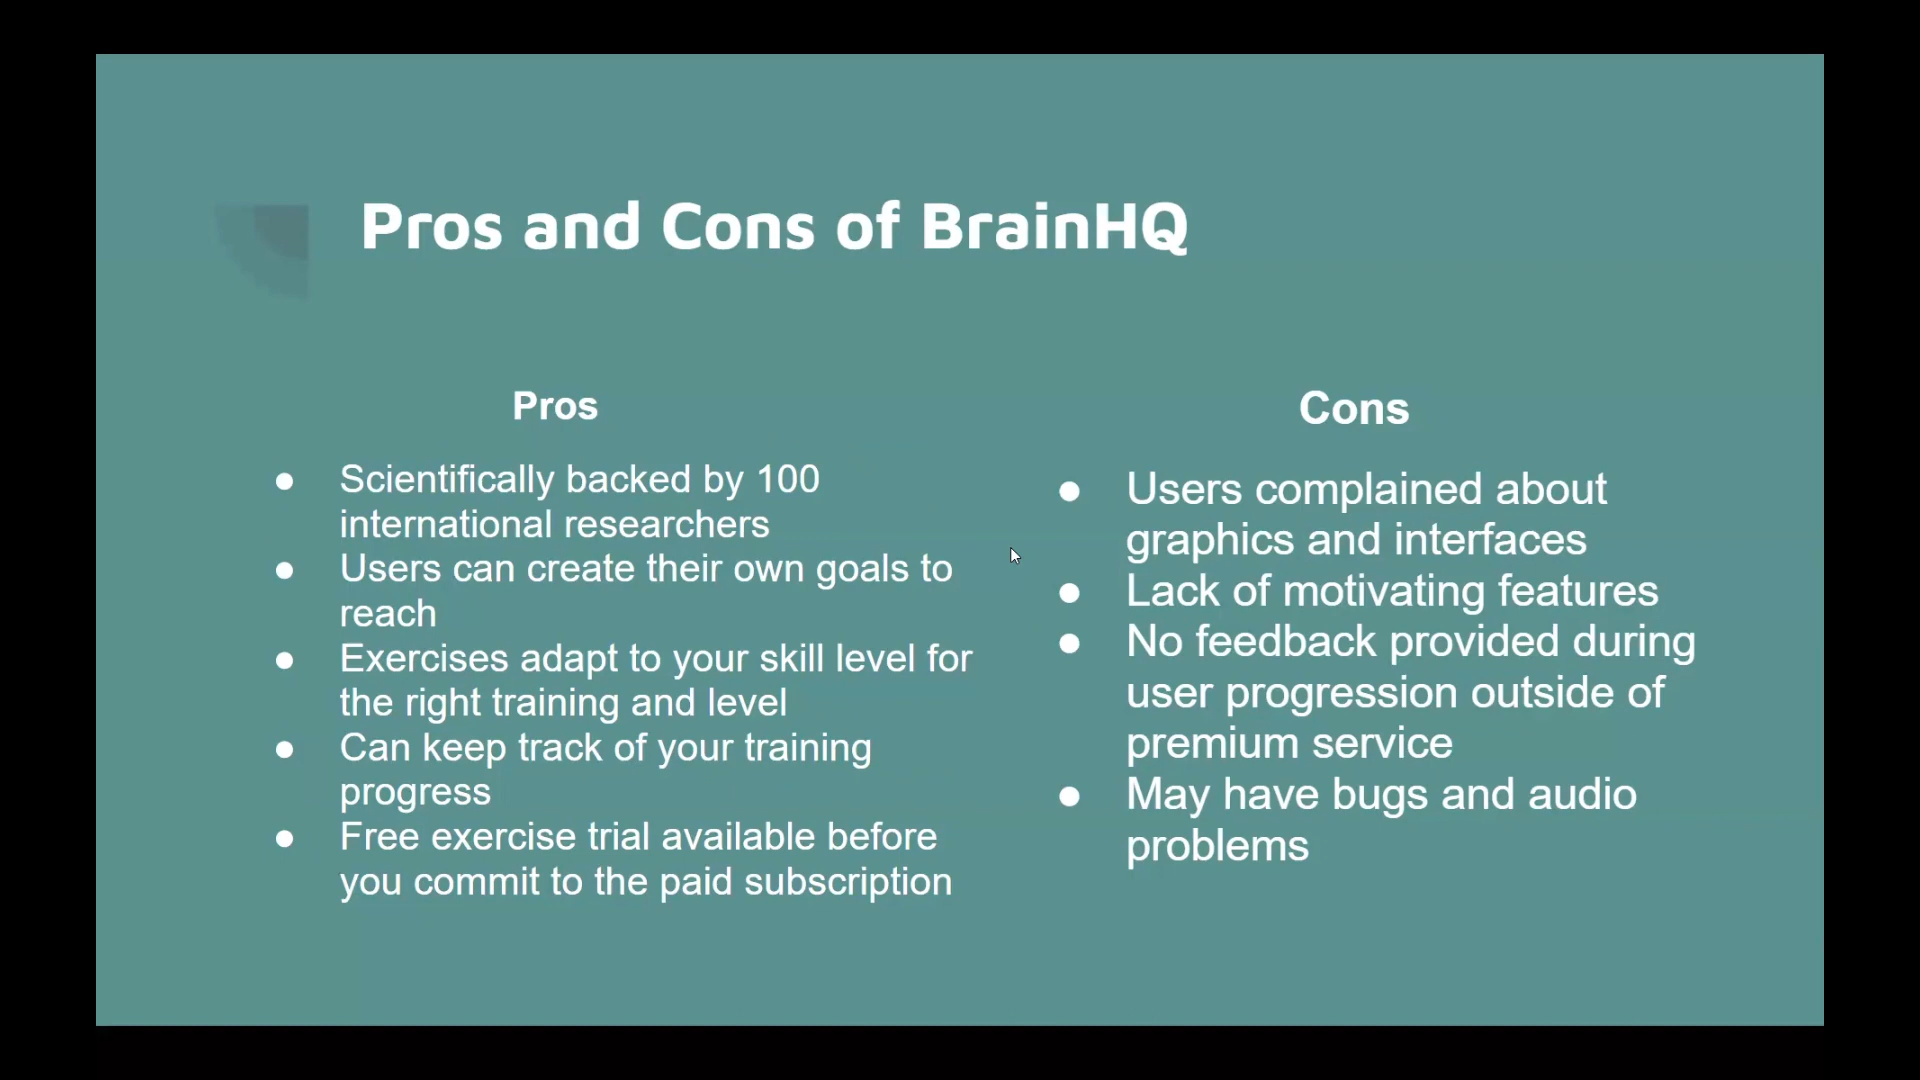 Pros and Cons of BrainHQ
Pros
● Scientifically backed by 100
international researchers
● Users can create their own goals to
reach
● Exercises adapt to your skill level for
the right training and level
● Can keep track of your training
progress
● Free exercise trial available before
you commit to the paid subscription
Cons
● Users complained about
graphics and interfaces
● Lack of motivating features
● No feedback provided during
user progression outside of
premium service
● May have bugs and audio
problems